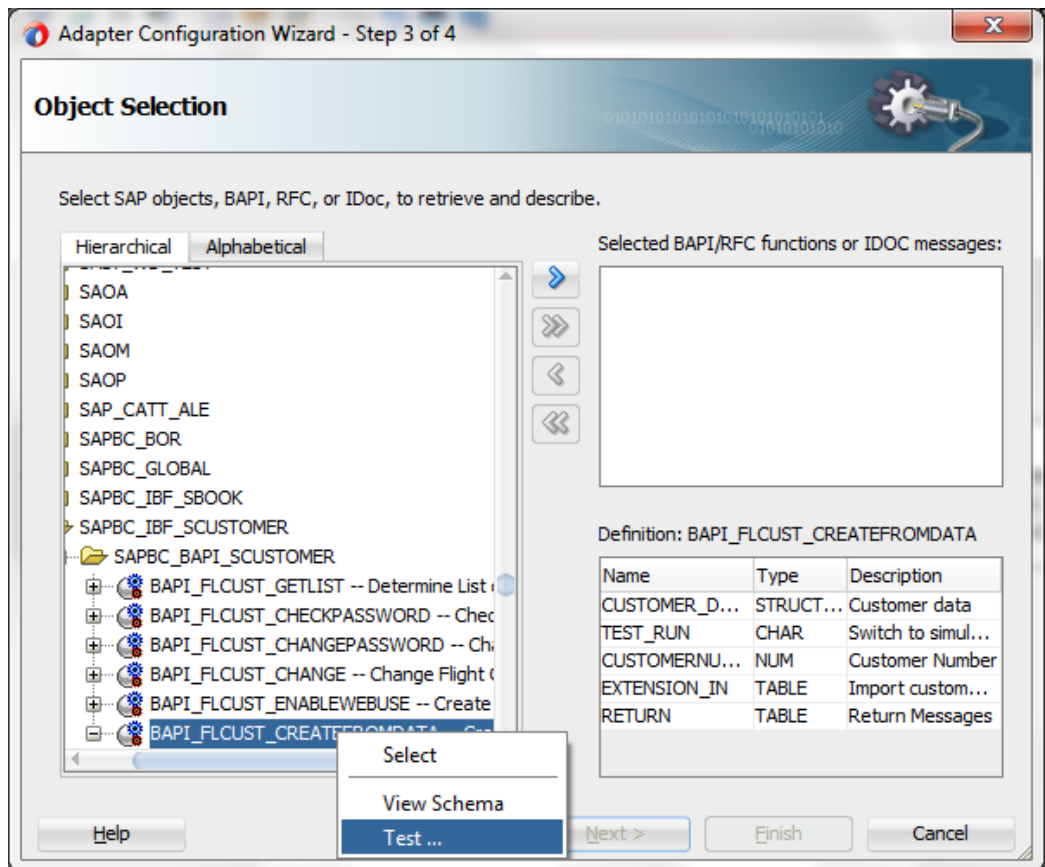 Adapter Configuration Wizard - Step 3 of 4
Object Selection
0101010101010101010101010101
01010101010
Select SAP objects, BAPI, RFC, or IDoc, to retrieve and describe.
Hierarchical Alphabetical
SAOA
SAOI
SAOM
SAOP
SAP_CATT_ALE
SAPBC_BOR
SAPBC_GLOBAL
SAPBC_IBF_SBOOK
SAPBC_IBF_SCUSTOMER
SAPBC_BAPI_SCUSTOMER
BAPI_FLCUST_GETLIST -- Determine List
BAPI_FLCUST_CHECKPASSWORD -- Chec
BAPI_FLCUST_CHANGEPASSWORD -- Cha
BAPI_FLCUST_CHANGE -- Change Flight
BAPI_FLCUST_ENABLEWEBUSE -- Create
BAPI_FLCUST_CREATEFROMDATA -- Cre
Select
View Schema
Test ...
Selected BAPI/RFC functions or IDOC messages:
Definition: BAPI_FLCUST_CREATEFROMDATA
Name Type Description
CUSTOMER_D... STRUCT... Customer data
TEST_RUN CHAR Switch to simul...
CUSTOMERNU... NUM Customer Number
EXTENSION_IN TABLE Import custom...
RETURN TABLE Return Messages
Help Next > Finish Cancel